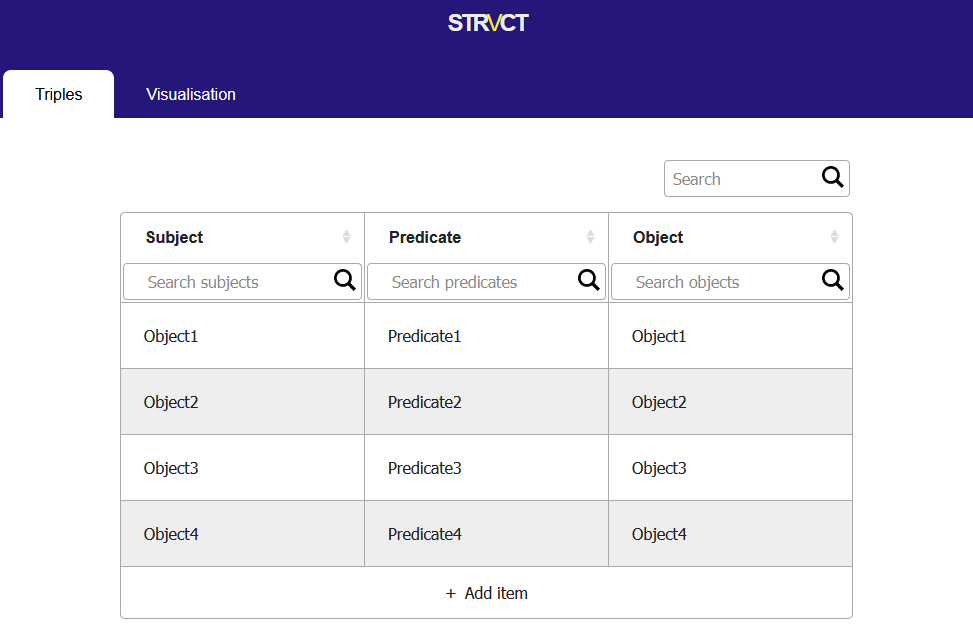 STRVCT
Triples Visualisation
Search
Subject Predicate Object
Search subjects Search predicates Search objects
Object1 Predicate1 Object1
Object2 Predicate2 Object2
Object3 Predicate3 Object3
Object4 Predicate4 Object4
+ Add item